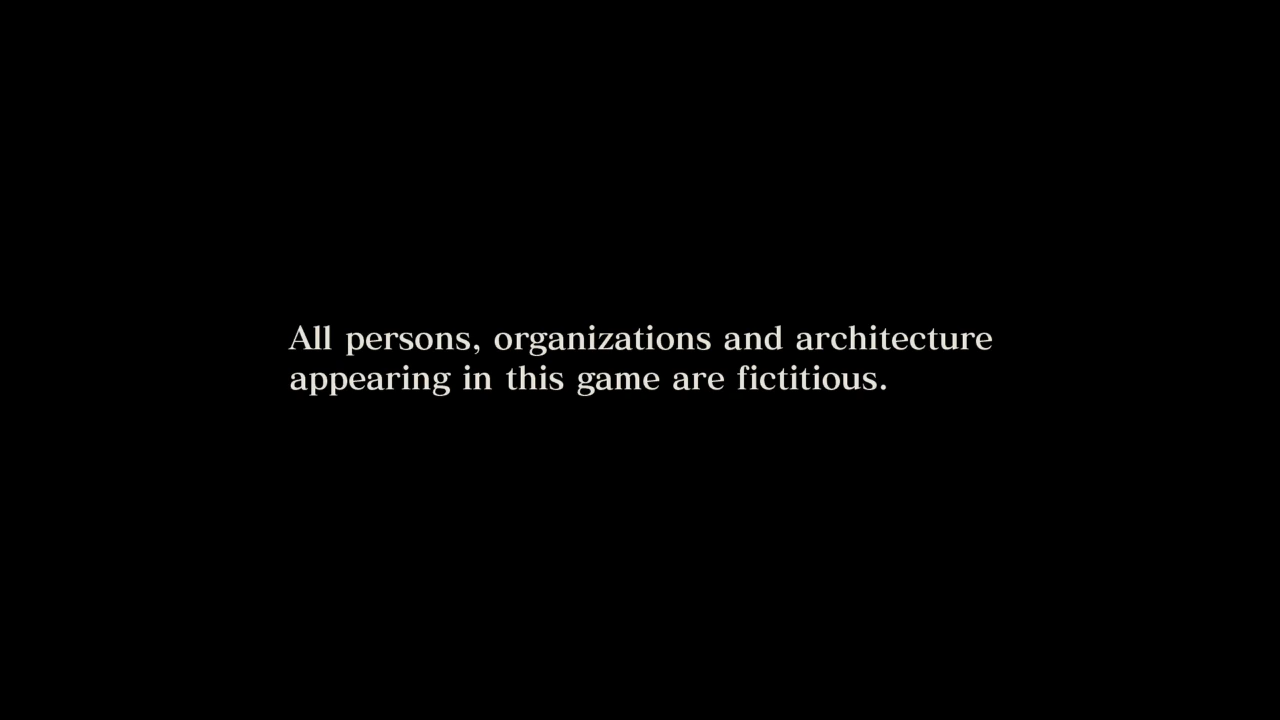 All persons, organizations and architecture
appearing in this game are fictitious.